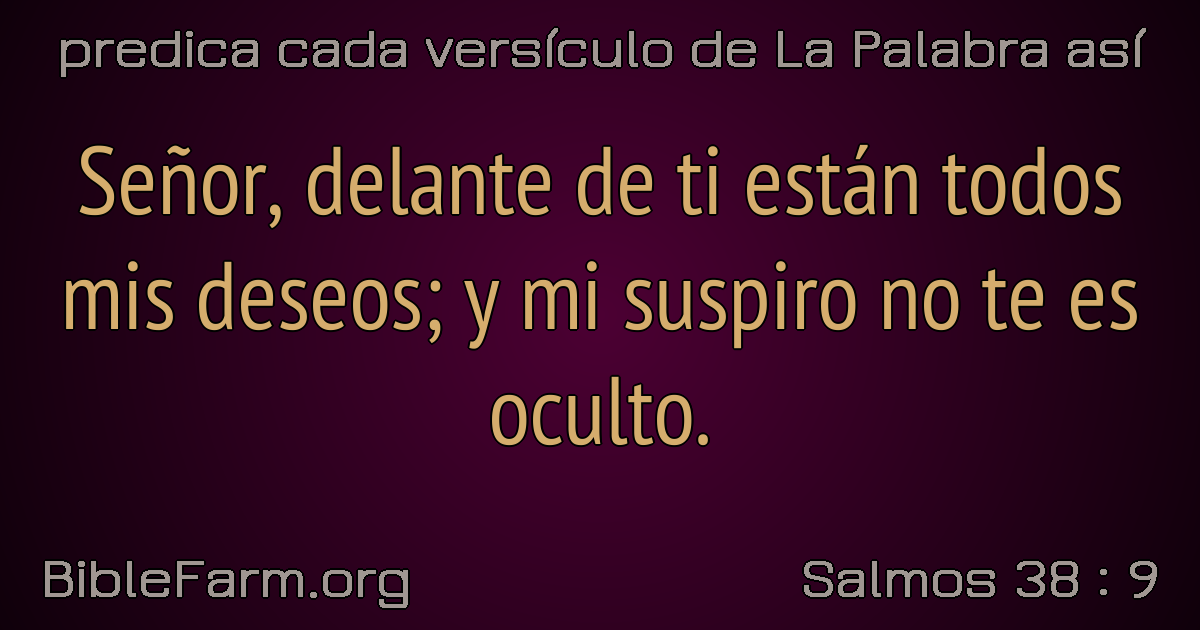 predica cada versículo de La Palabra así
Señor, delante de ti están todos
mis deseos; y mi suspiro no te es
oculto.
BibleFarm.org
Salmos 38 : 9